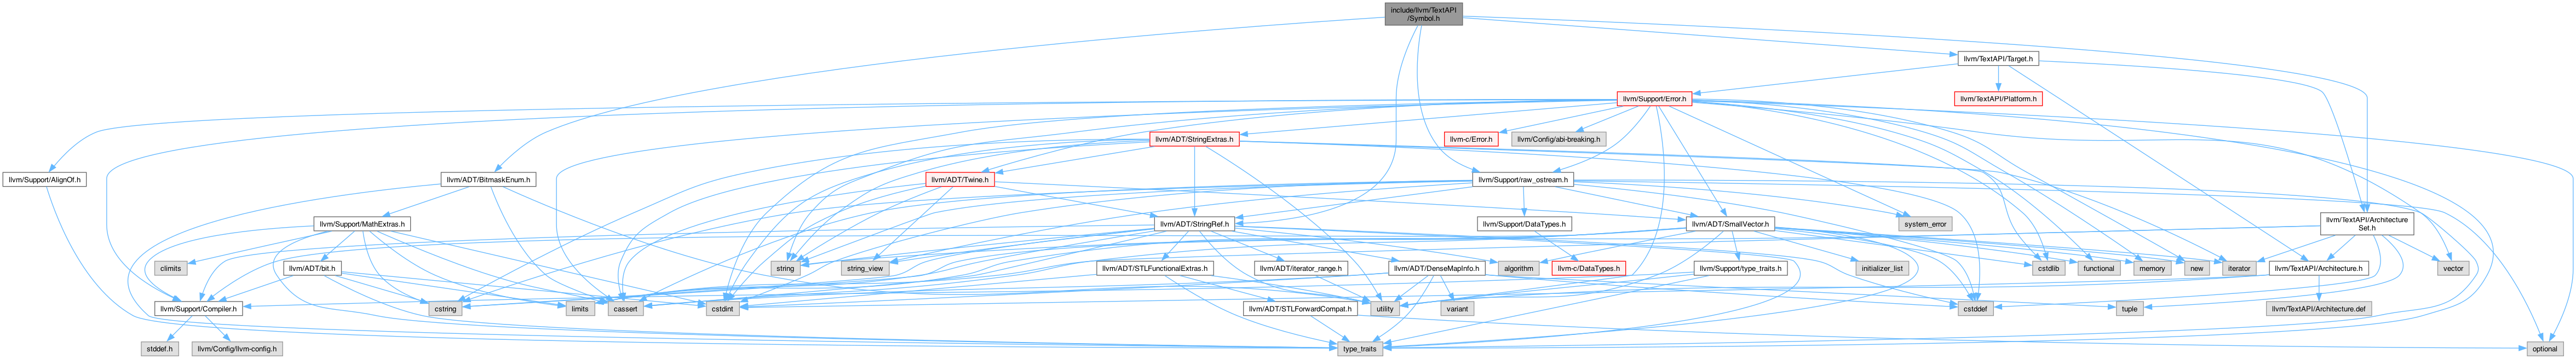 include/llvm/TextAPI
/Symbol.h
llvm/TextAPI/Target.h
llvm/Support/Error.h
llvm/TextAPI/Platform.h
llvm/ADT/StringExtras.h
llvm-c/Error.h
llvm/Config/abi-breaking.h
llvm/Support/AlignOf.h
llvm/ADT/BitmaskEnum.h
llvm/ADT/Twine.h
llvm/Support/raw_ostream.h
llvm/Support/MathExtras.h
llvm/ADT/StringRef.h
llvm/Support/DataTypes.h
llvm/ADT/SmallVector.h
system_error
llvm/TextAPI/Architecture
Set.h
climits
llvm/ADT/bit.h
string
string_view
llvm/ADT/STLFunctionalExtras.h
llvm/ADT/iterator_range.h
llvm/ADT/DenseMapInfo.h
algorithm
llvm-c/DataTypes.h
llvm/Support/type_traits.h
initializer_list
cstdlib
functional
memory
new
iterator
llvm/TextAPI/Architecture.h
vector
llvm/Support/Compiler.h
cstring
limits
cassert
cstdint
llvm/ADT/STLForwardCompat.h
utility
variant
cstddef
tuple
llvm/TextAPI/Architecture.def
stddef.h
llvm/Config/llvm-config.h
type_traits
optional